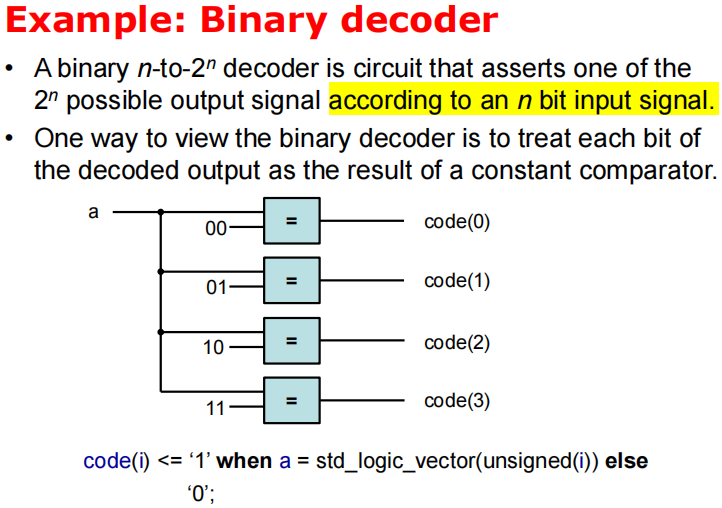 Example: Binary decoder
• A binary n-to-2ⁿ decoder is circuit that asserts one of the
2ⁿ possible output signal according to an n bit input signal.
• One way to view the binary decoder is to treat each bit of
the decoded output as the result of a constant comparator.
a
00 = code(0)
01 = code(1)
10 = code(2)
11 = code(3)
code(i) <= ‘1’ when a = std_logic_vector(unsigned(i)) else
‘0’;